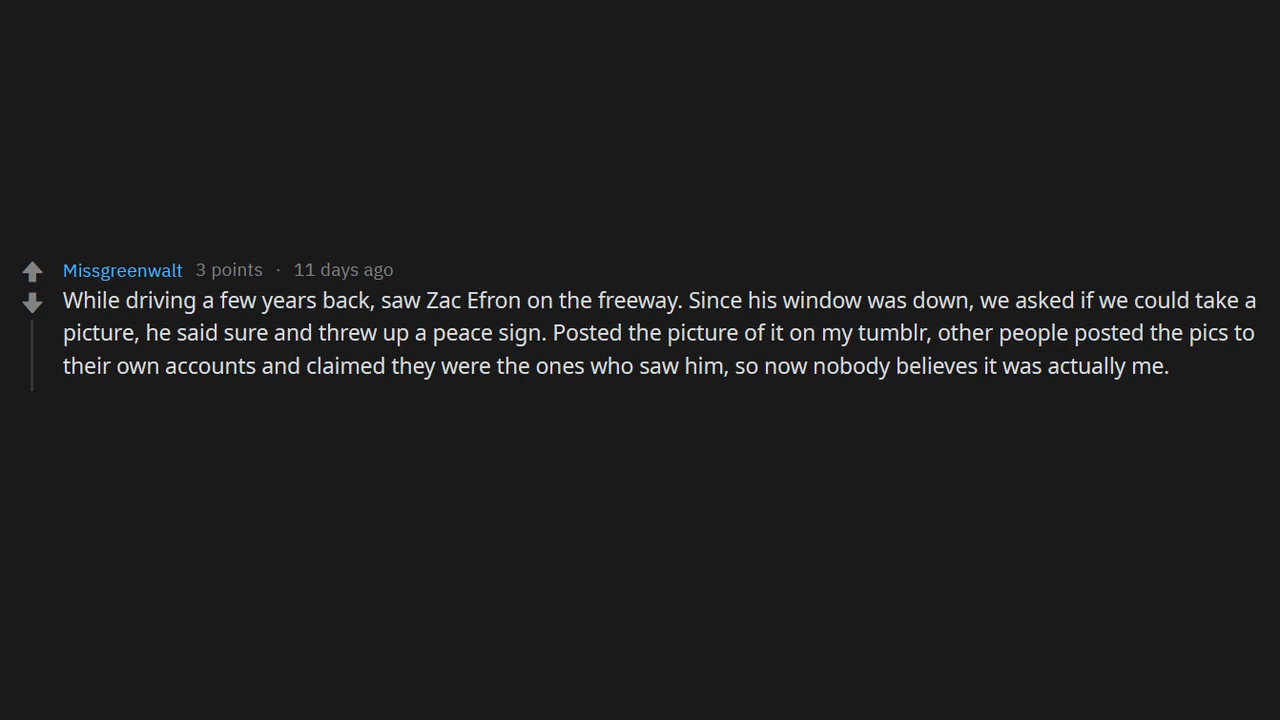 Missgreenwalt 3 points · 11 days ago
While driving a few years back, saw Zac Efron on the freeway. Since his window was down, we asked if we could take a
picture, he said sure and threw up a peace sign. Posted the picture of it on my tumblr, other people posted the pics to
their own accounts and claimed they were the ones who saw him, so now nobody believes it was actually me.